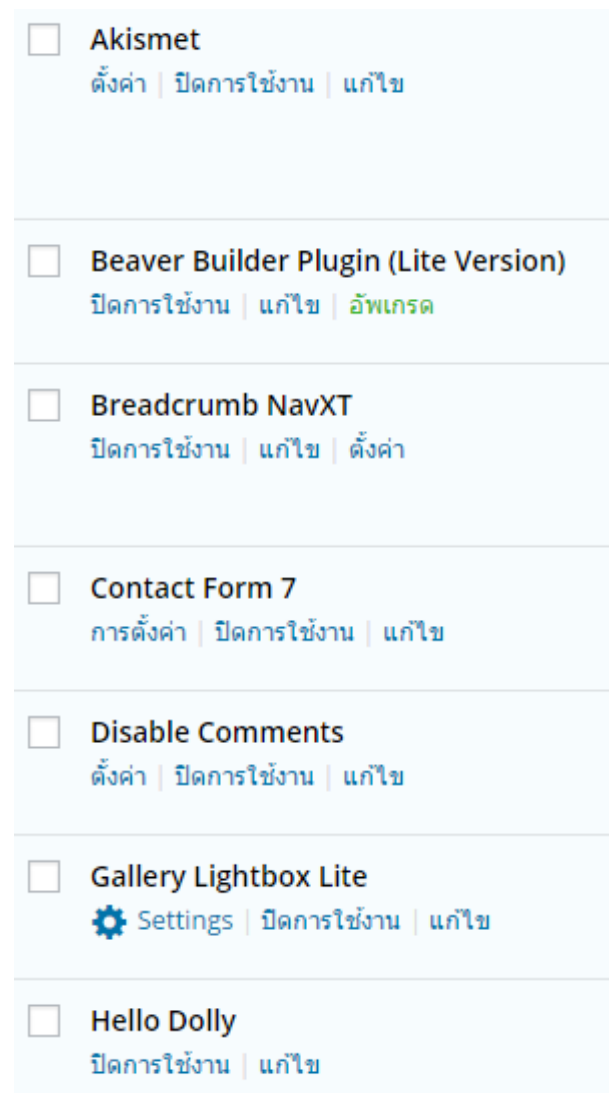 Akismet
ตั้งค่า | ปิดการใช้งาน | แก้ไข
Beaver Builder Plugin (Lite Version)
ปิดการใช้งาน | แก้ไข | อัพเกรด
Breadcrumb NavXT
ปิดการใช้งาน | แก้ไข | ตั้งค่า
Contact Form 7
การตั้งค่า | ปิดการใช้งาน | แก้ไข
Disable Comments
ตั้งค่า | ปิดการใช้งาน | แก้ไข
Gallery Lightbox Lite
Settings | ปิดการใช้งาน | แก้ไข
Hello Dolly
ปิดการใช้งาน | แก้ไข